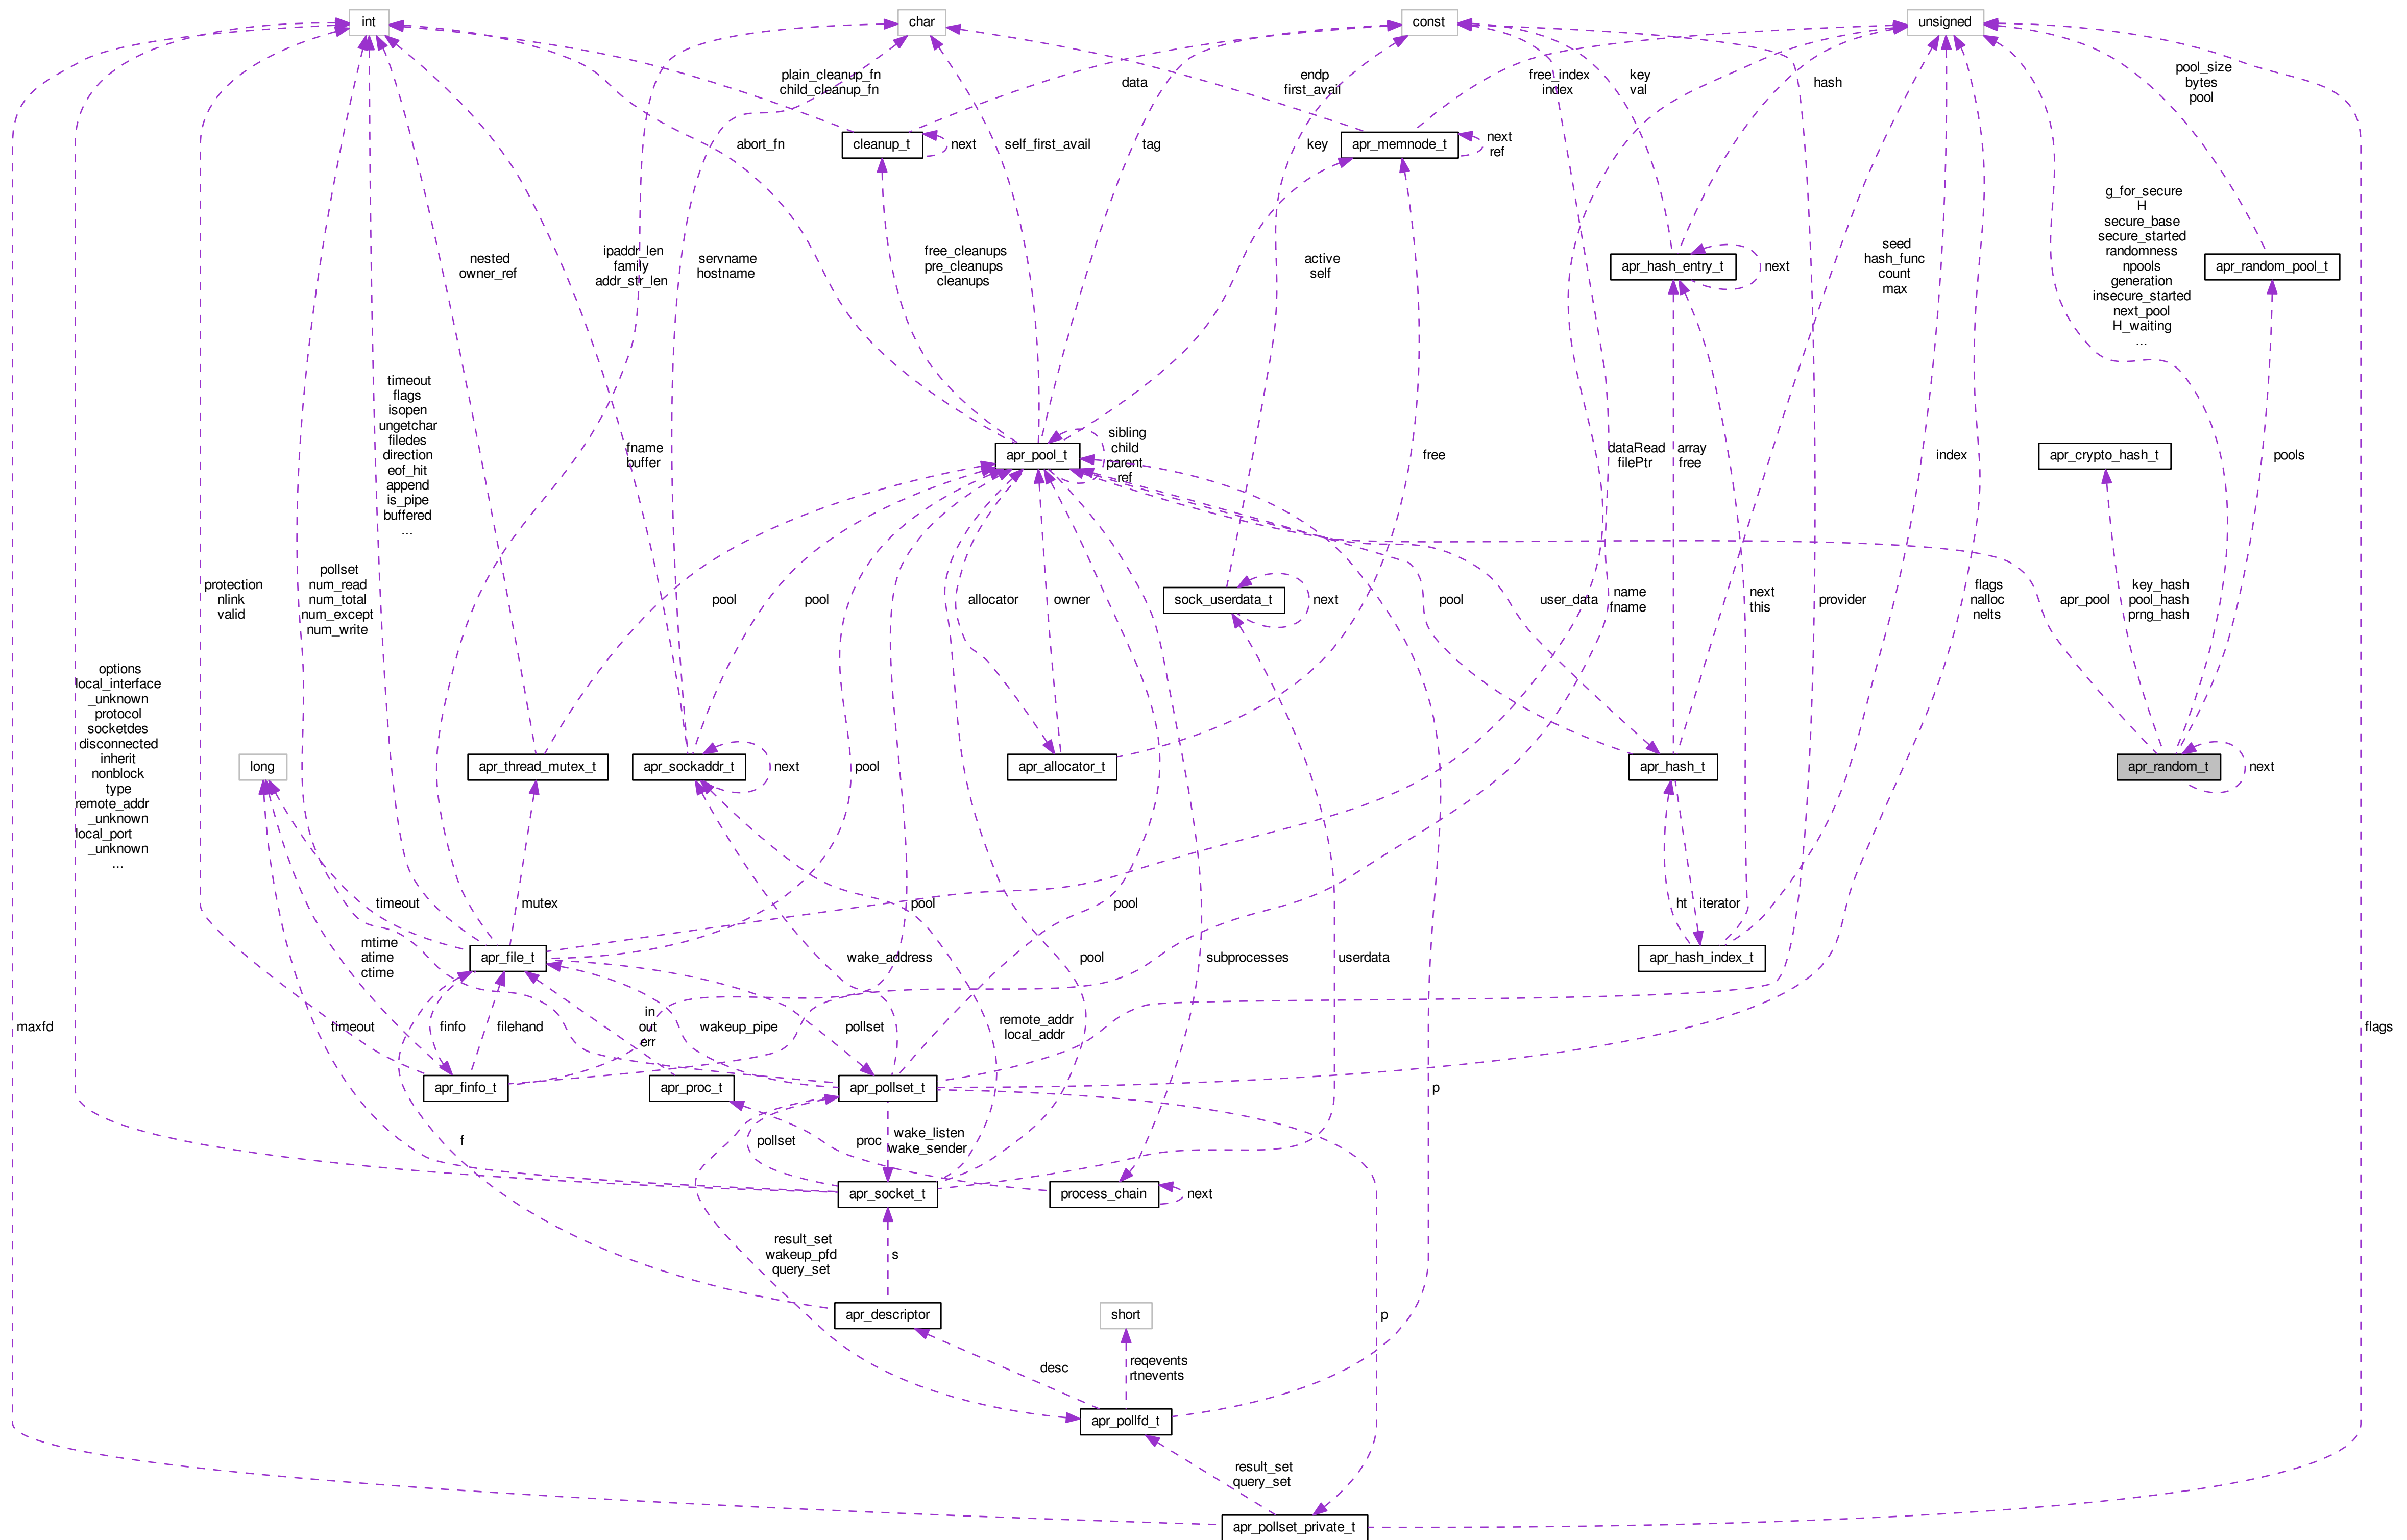 int
char
const
unsigned
plain_cleanup_fn
child_cleanup_fn
data
endp
first_avail
free_index
index
key
val
hash
pool_size
bytes
pool
abort_fn
cleanup_t
next
self_first_avail
tag
key
apr_memnode_t
next
ref
g_for_secure
H
secure_base
secure_started
randomness
npools
generation
insecure_started
next_pool
H_waiting
...
nested
owner_ref
ipaddr_len
family
addr_str_len
servname
hostname
free_cleanups
pre_cleanups
cleanups
active
self
apr_hash_entry_t
next
seed
hash_func
count
max
apr_random_pool_t
timeout
flags
isopen
ungetchar
filedes
direction
eof_hit
append
is_pipe
buffered
...
fname
buffer
apr_pool_t
sibling
child
parent
ref
free
dataRead
filePtr
array
free
index
apr_crypto_hash_t
pools
protection
nlink
valid
pollset
num_read
num_total
num_except
num_write
pool
pool
allocator
owner
sock_userdata_t
next
pool
user_data
name
fname
next
this
provider
flags
nalloc
nelts
apr_pool
key_hash
pool_hash
prng_hash
options
local_interface
_unknown
protocol
socketdes
disconnected
inherit
nonblock
type
remote_addr
_unknown
local_port
_unknown
...
long
apr_thread_mutex_t
apr_sockaddr_t
next
pool
apr_allocator_t
apr_hash_t
apr_random_t
next
timeout
mutex
pool
pool
ht
iterator
mtime
atime
ctime
apr_file_t
wake_address
pool
subprocesses
userdata
apr_hash_index_t
maxfd
timeout
finfo
filehand
in
out
err
wakeup_pipe
pollset
remote_addr
local_addr
flags
apr_finfo_t
apr_proc_t
apr_pollset_t
p
f
pollset
proc
wake_listen
wake_sender
apr_socket_t
process_chain
next
result_set
wakeup_pfd
query_set
s
apr_descriptor
short
p
desc
reqevents
rtnevents
apr_pollfd_t
result_set
query_set
apr_pollset_private_t